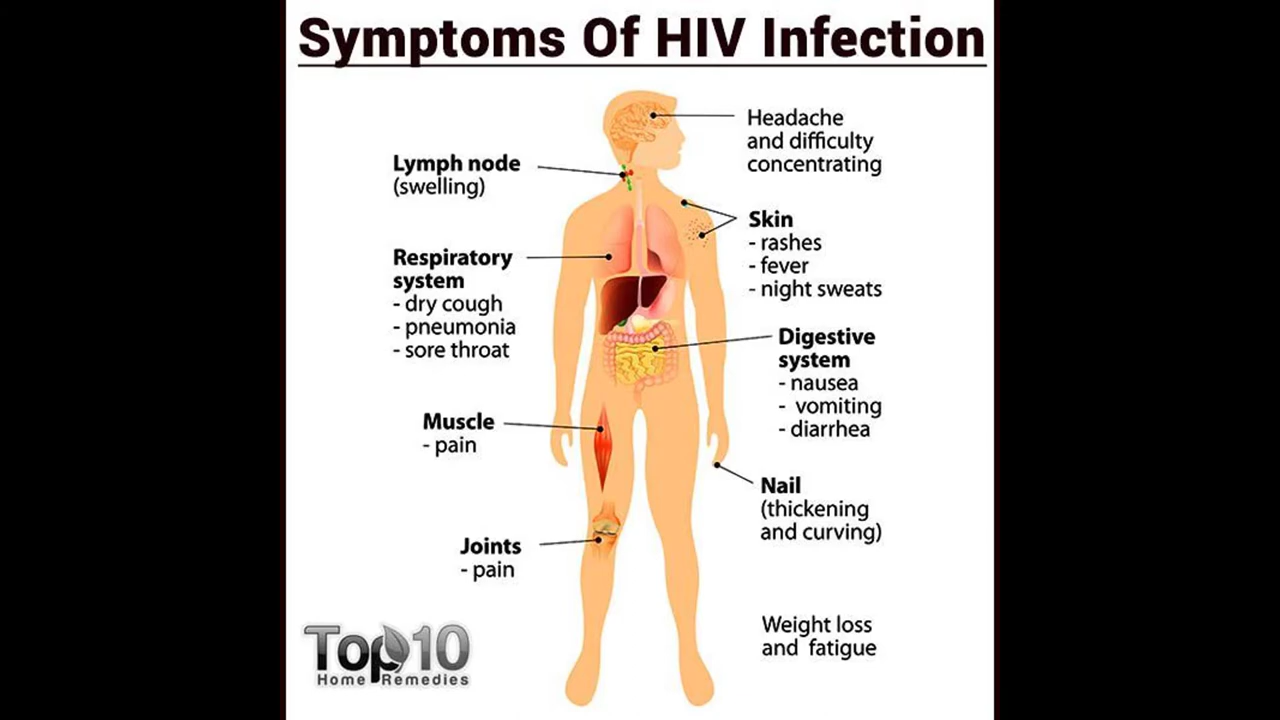 Symptoms Of HIV Infection
Headache
and difficulty
concentrating
Lymph node
(swelling)
Skin
- rashes
- fever
- night sweats
Respiratory
system
- dry cough
- pneumonia
- sore throat
Digestive
system
- nausea
- vomiting
- diarrhea
Muscle
- pain
Nail
(thickening
and curving)
Joints
- pain
Weight loss
and fatigue
Top10
Home Remedies